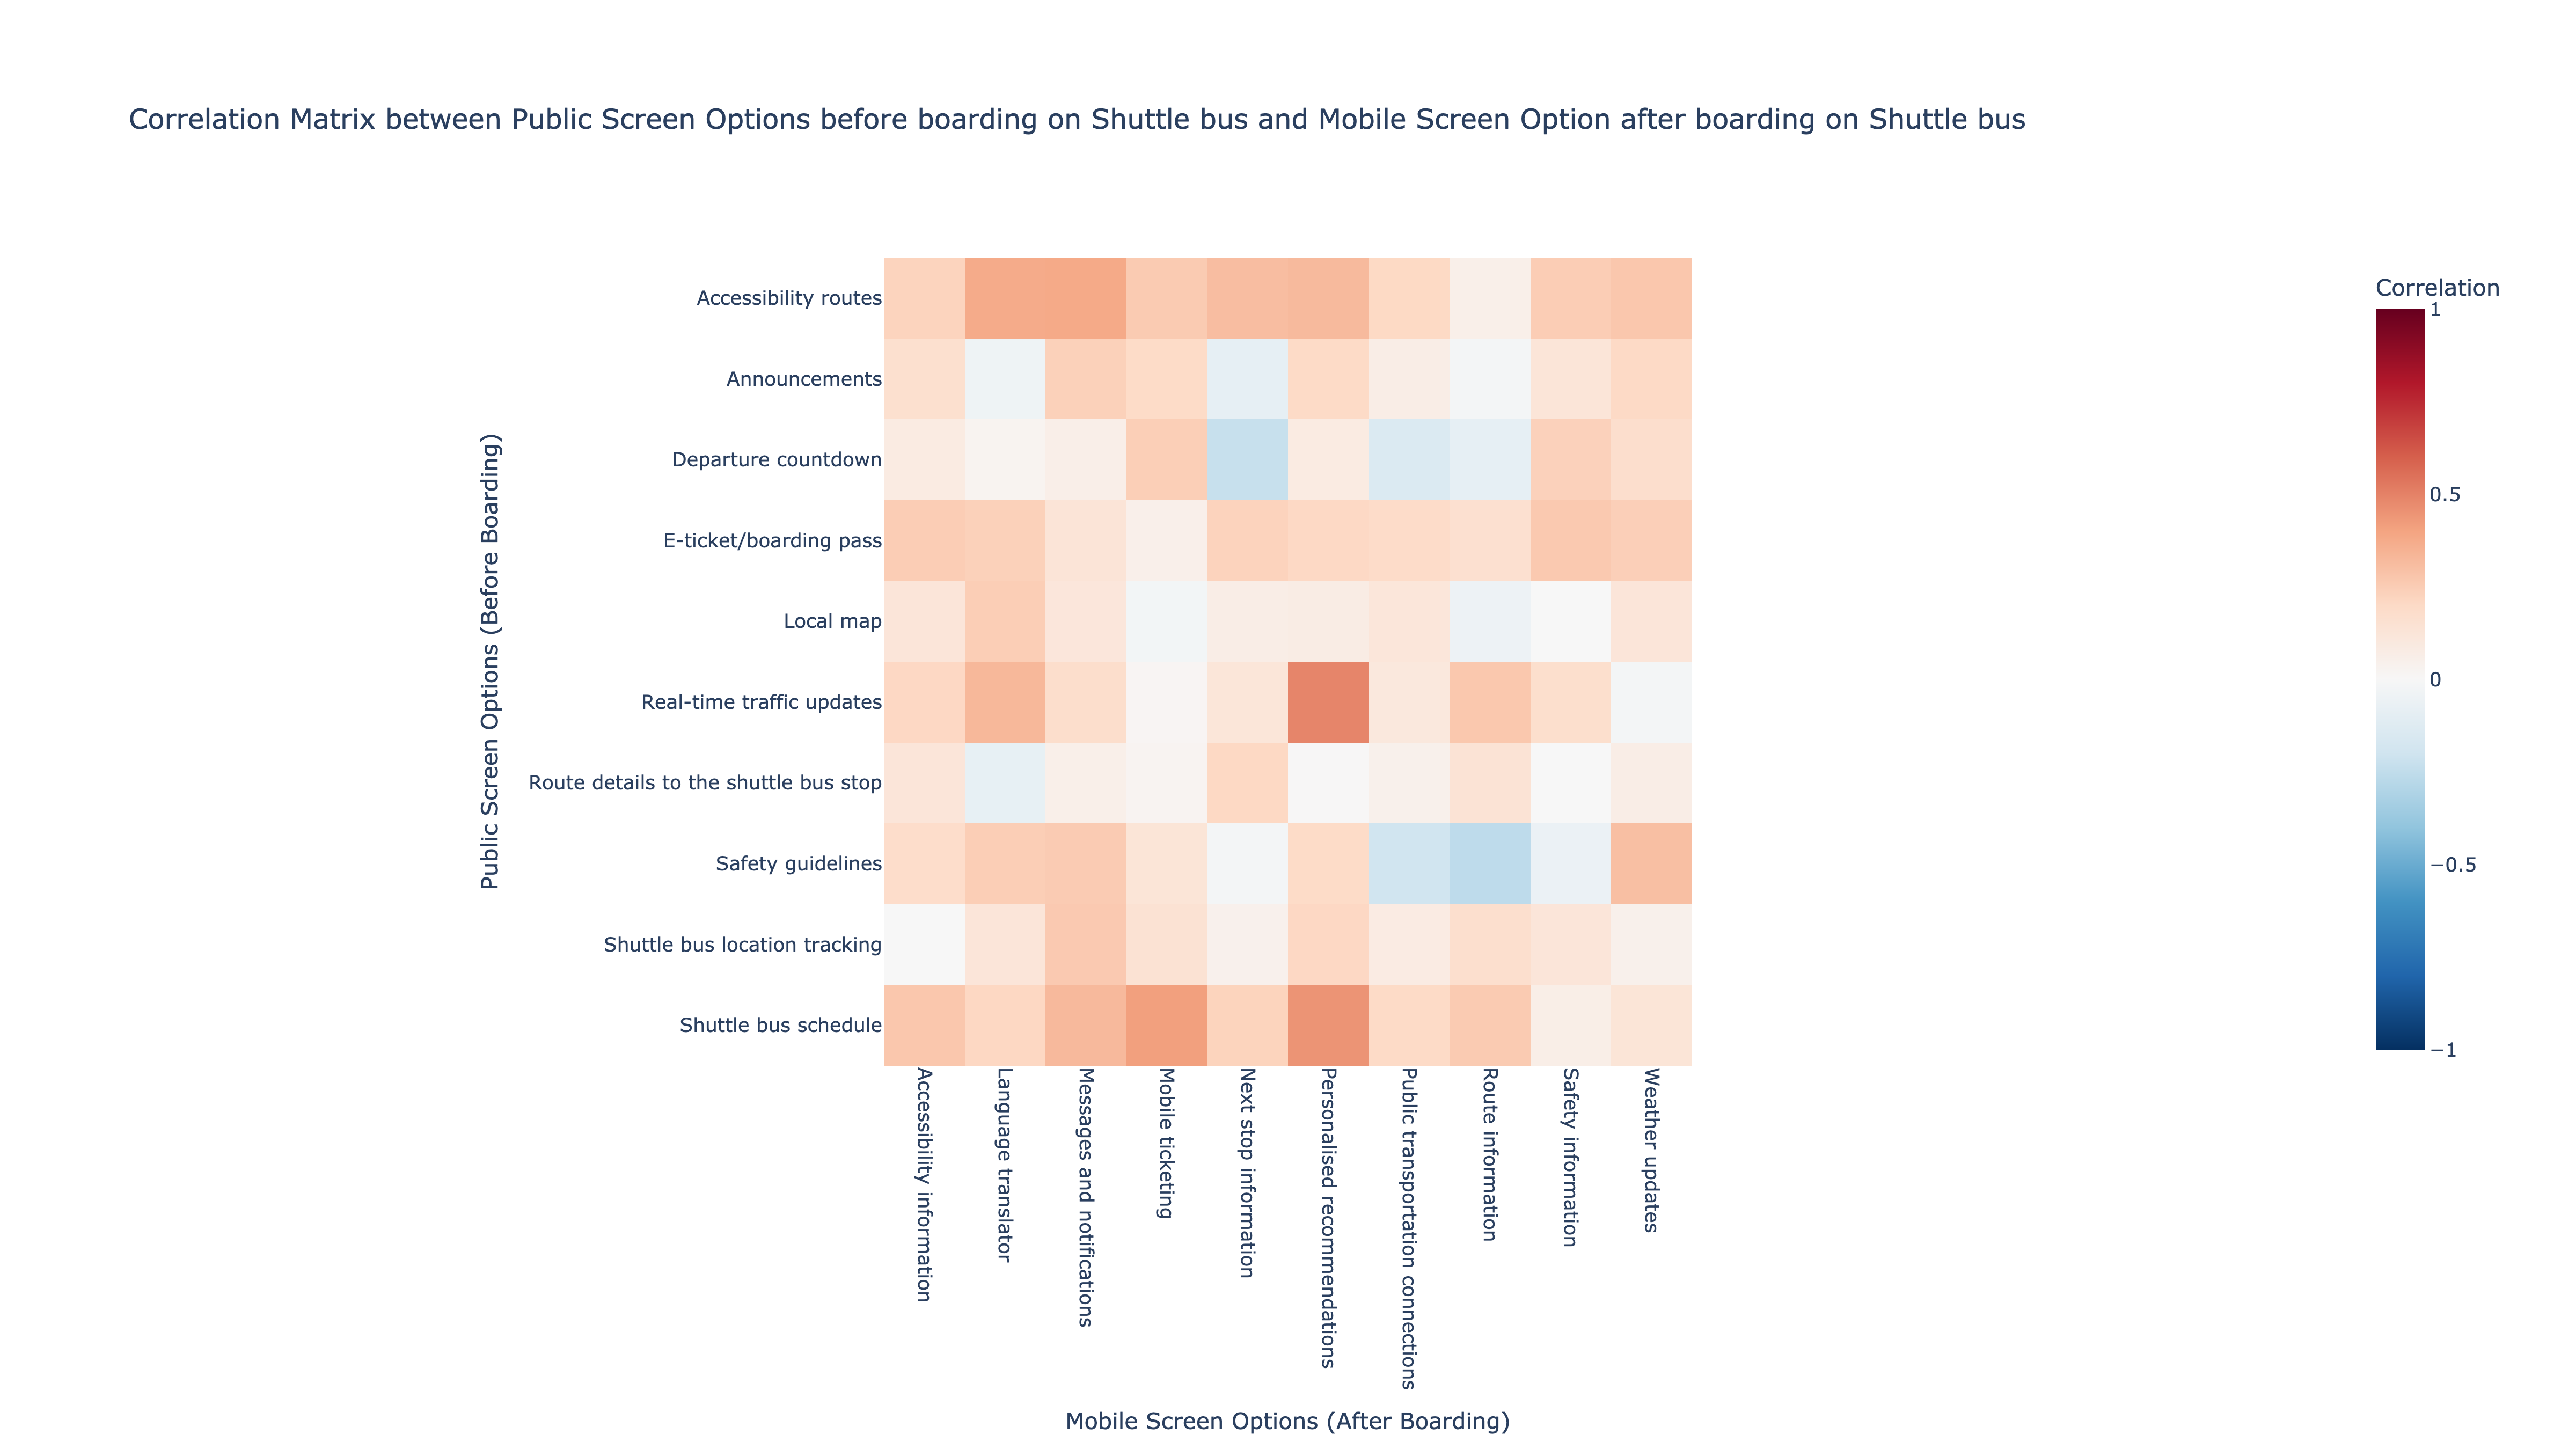 Correlation Matrix between Public Screen Options before boarding on Shuttle bus and Mobile Screen Option after boarding on Shuttle bus
Public Screen Options (Before Boarding)
Accessibility routes
Announcements
Departure countdown
E-ticket/boarding pass
Local map
Real-time traffic updates
Route details to the shuttle bus stop
Safety guidelines
Shuttle bus location tracking
Shuttle bus schedule
Accessibility information
Language translator
Messages and notifications
Mobile ticketing
Next stop information
Personalised recommendations
Public transportation connections
Route information
Safety information
Weather updates
Mobile Screen Options (After Boarding)
Correlation
1
0.5
0
−0.5
−1